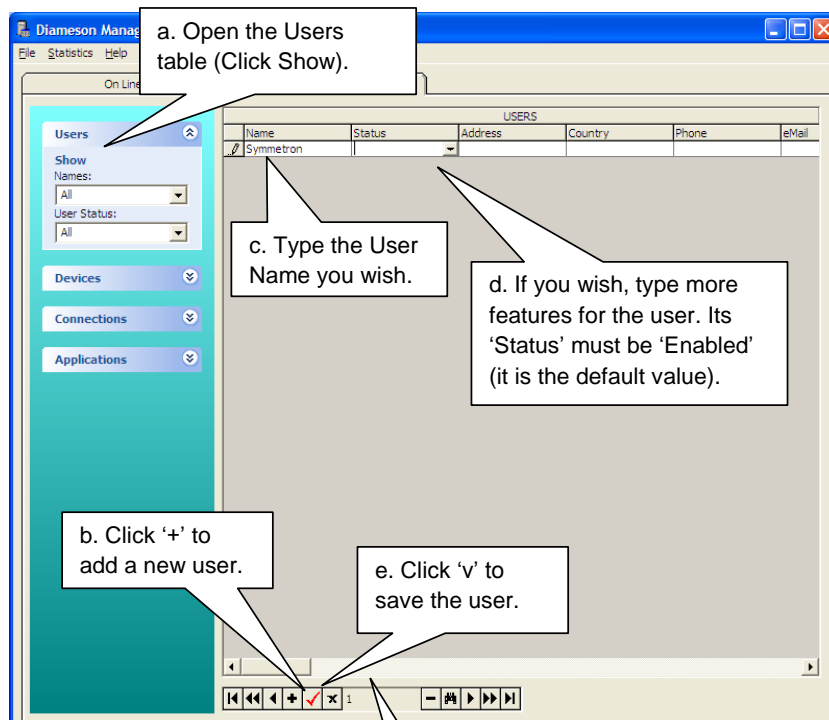 Diameson Manag
File Statistics Help
On Line
a. Open the Users
table (Click Show).
Users
Show
Names:
All
User Status:
All
Devices
Connections
Applications
USERS
Name Status Address Country Phone eMail
Symmetron
c. Type the User
Name you wish.
d. If you wish, type more
features for the user. Its
‘Status’ must be ‘Enabled’
(it is the default value).
b. Click ‘+’ to
add a new user.
e. Click ‘v’ to
save the user.
1